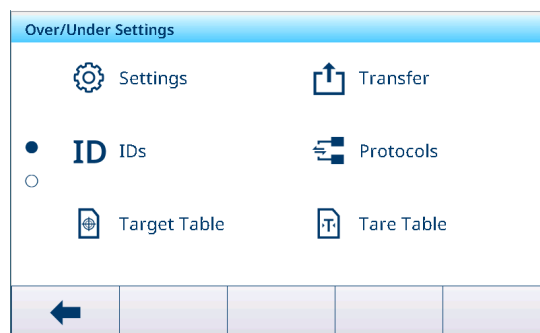 Over/Under Settings
Settings
Transfer
ID IDs
Protocols
Target Table
T Tare Table